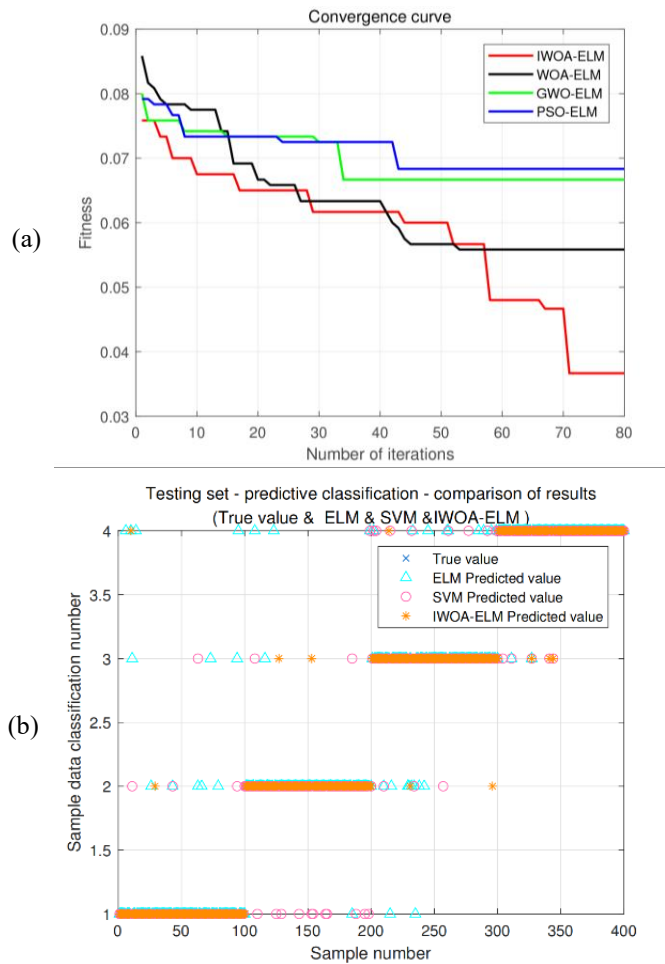 Convergence curve
0.09
0.08
0.07
0.06
0.05
0.04
0.03
Fitness
(a)
IWOA-ELM
WOA-ELM
GWO-ELM
PSO-ELM
0 10 20 30 40 50 60 70 80
Number of iterations
Testing set - predictive classification - comparison of results
(True value & ELM & SVM &IWOA-ELM )
4
3.5
3
2.5
2
1.5
1
Sample data classification number
(b)
True value
ELM Predicted value
SVM Predicted value
IWOA-ELM Predicted value
0 50 100 150 200 250 300 350 400
Sample number